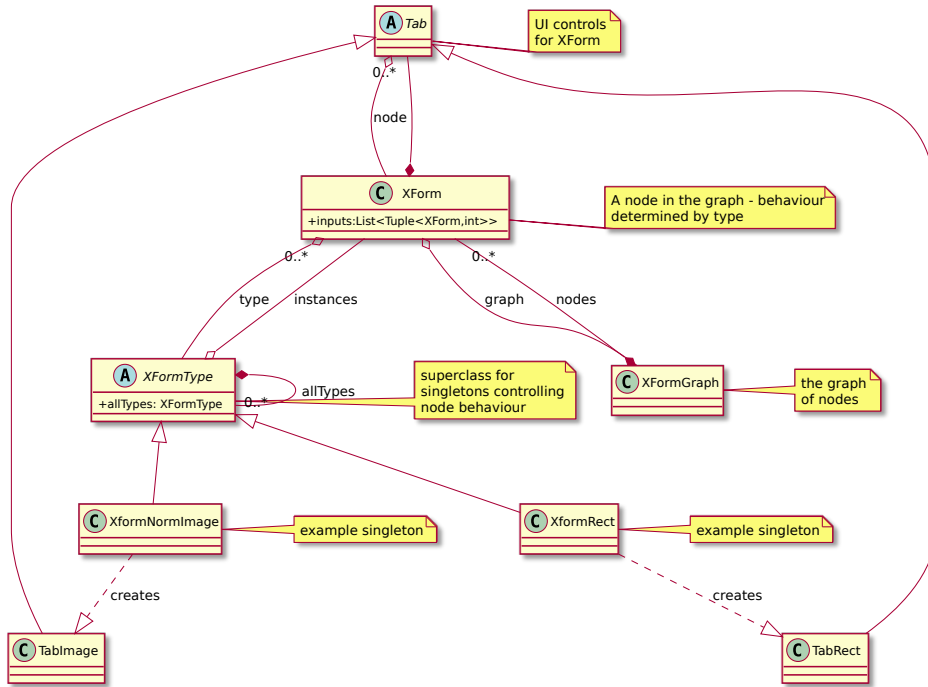 A Tab
UI controls
for XForm
0..*
node
C XForm
+inputs:List<Tuple<XForm,int>>
A node in the graph - behaviour
determined by type
0..*
0..*
type
instances
graph
nodes
A XFormType
+allTypes: XFormType
0..*
allTypes
superclass for
singletons controlling
node behaviour
C XFormGraph
the graph
of nodes
C XformNormImage
example singleton
C XformRect
example singleton
creates
creates
C TabImage
C TabRect